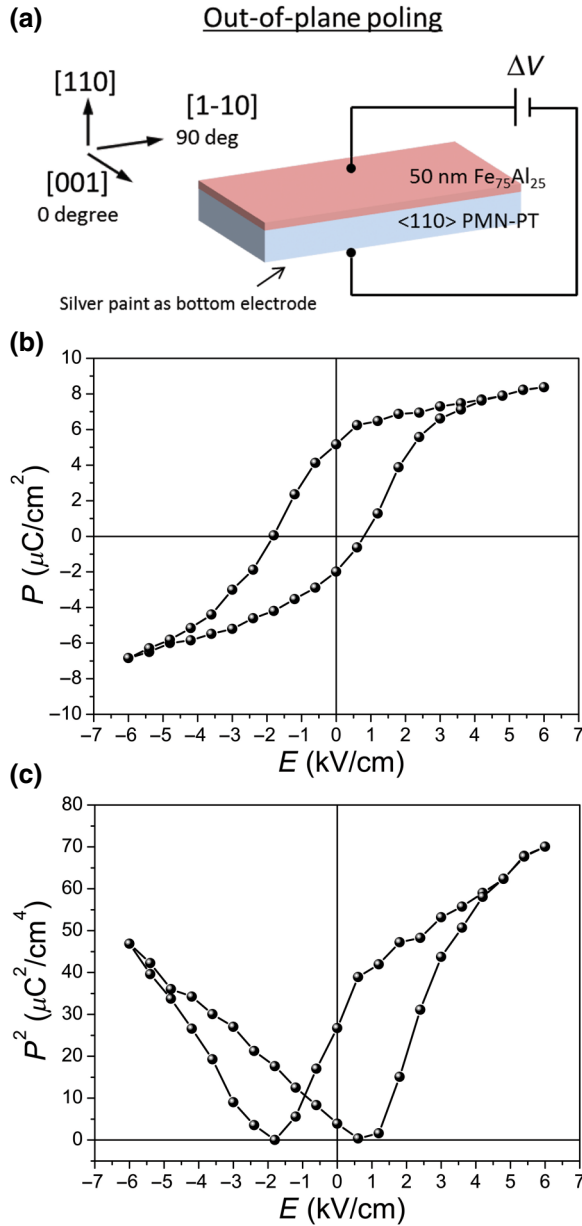 (a)
Out-of-plane poling
[110]
[1-10]
90 deg
[001]
0 degree
ΔV
50 nm Fe₇₅Al₂₅
<110> PMN-PT
Silver paint as bottom electrode
(b)
10
8
6
4
2
0
−2
−4
−6
−8
−10
P (μC/cm²)
−7 −6 −5 −4 −3 −2 −1 0 1 2 3 4 5 6 7
E (kV/cm)
(c)
80
70
60
50
40
30
20
10
0
P² (μC²/cm⁴)
−7 −6 −5 −4 −3 −2 −1 0 1 2 3 4 5 6 7
E (kV/cm)